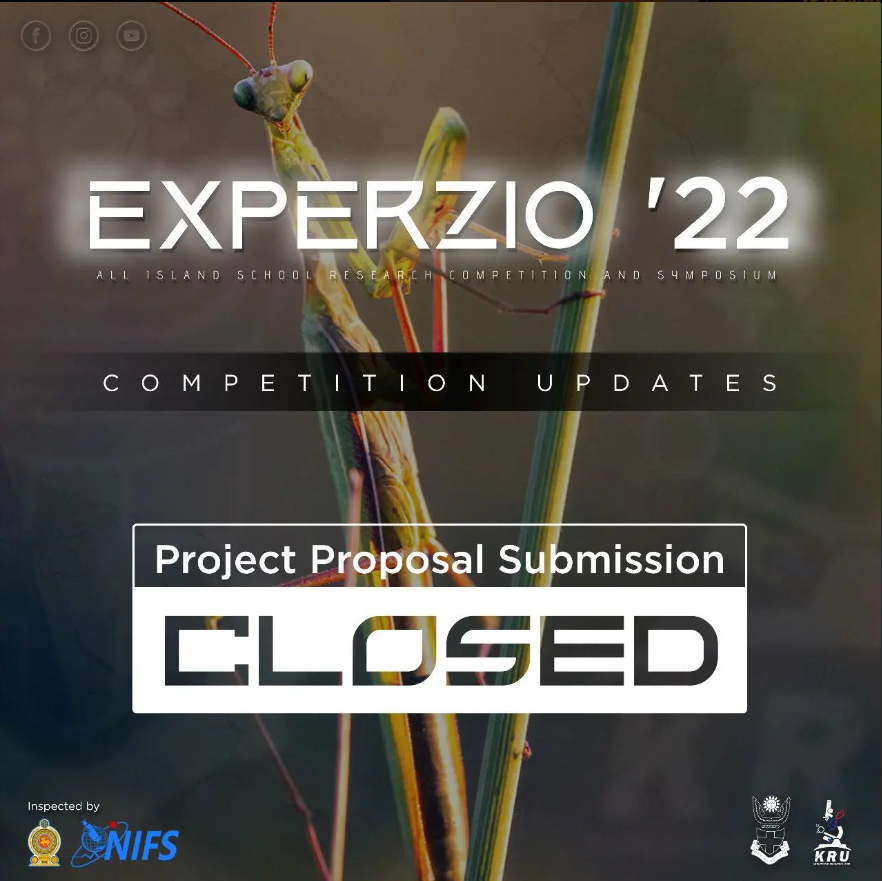 EXPERZIO '22
ALL ISLAND SCHOOL RESEARCH COMPETITION AND SYMPOSIUM
COMPETITION UPDATES
Project Proposal Submission
CLOSED
Inspected by
NIFS
KRU